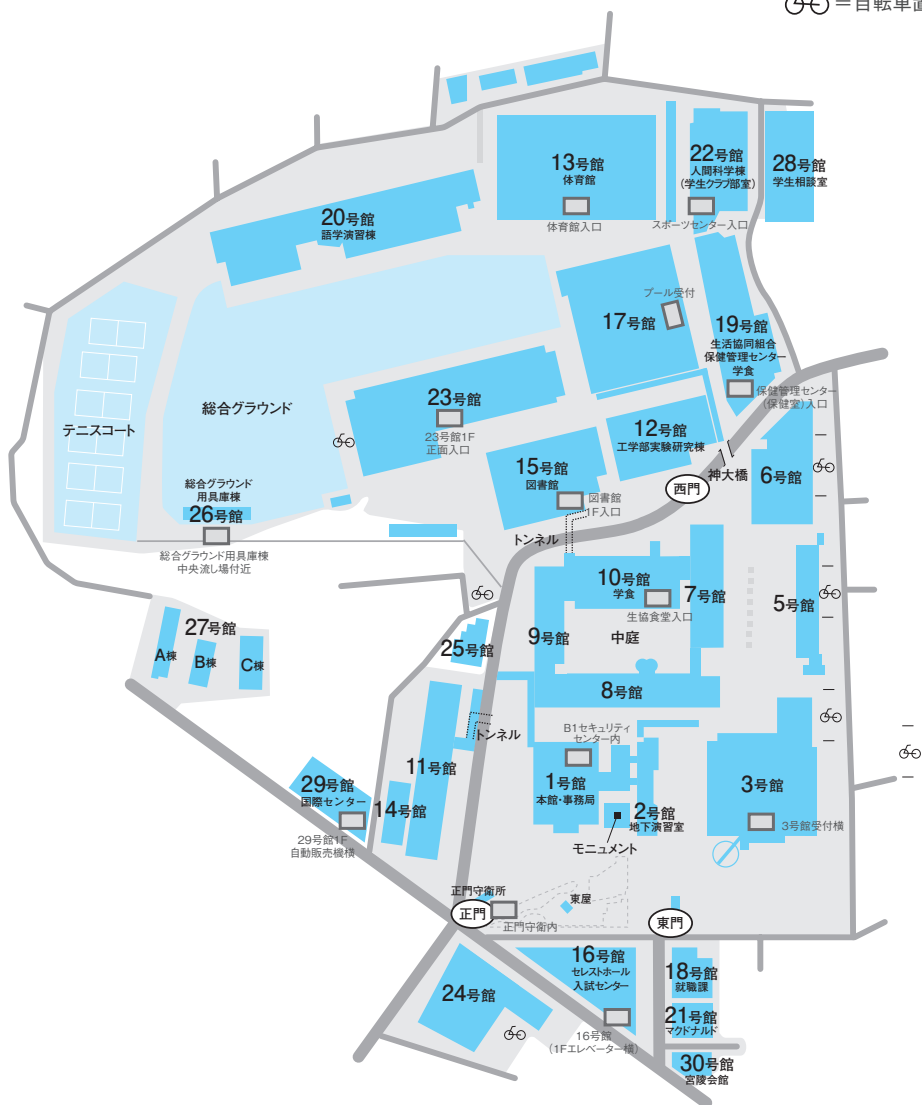 =自転車置
13号館
体育館
体育館入口
22号館
人間科学棟
(学生クラブ部室)
スポーツセンター入口
28号館
学生相談室
20号館
語学演習棟
プール受付
17号館
19号館
生活協同組合
保健管理センター
学食
保健管理センター
(保健室)入口
テニスコート
総合グラウンド
23号館
23号館1F
正面入口
12号館
工学部実験研究棟
15号館
図書館
図書館
1F入口
西門
神大橋
6号館
総合グラウンド
用具庫棟
26号館
総合グラウンド用具庫棟
中央流し場付近
トンネル
10号館
学食
生協食堂入口
7号館
5号館
9号館
中庭
8号館
27号館
A棟
B棟
C棟
25号館
トンネル
11号館
14号館
29号館
国際センター
29号館1F
自動販売機横
B1セキュリティ
センター内
1号館
本館・事務局
2号館
地下演習室
モニュメント
3号館
3号館受付横
正門守衛所
正門
正門守衛内
東屋
東門
24号館
16号館
セレストホール
入試センター
16号館
(1Fエレベーター横)
18号館
就職課
21号館
マクドナルド
30号館
宮陵会館